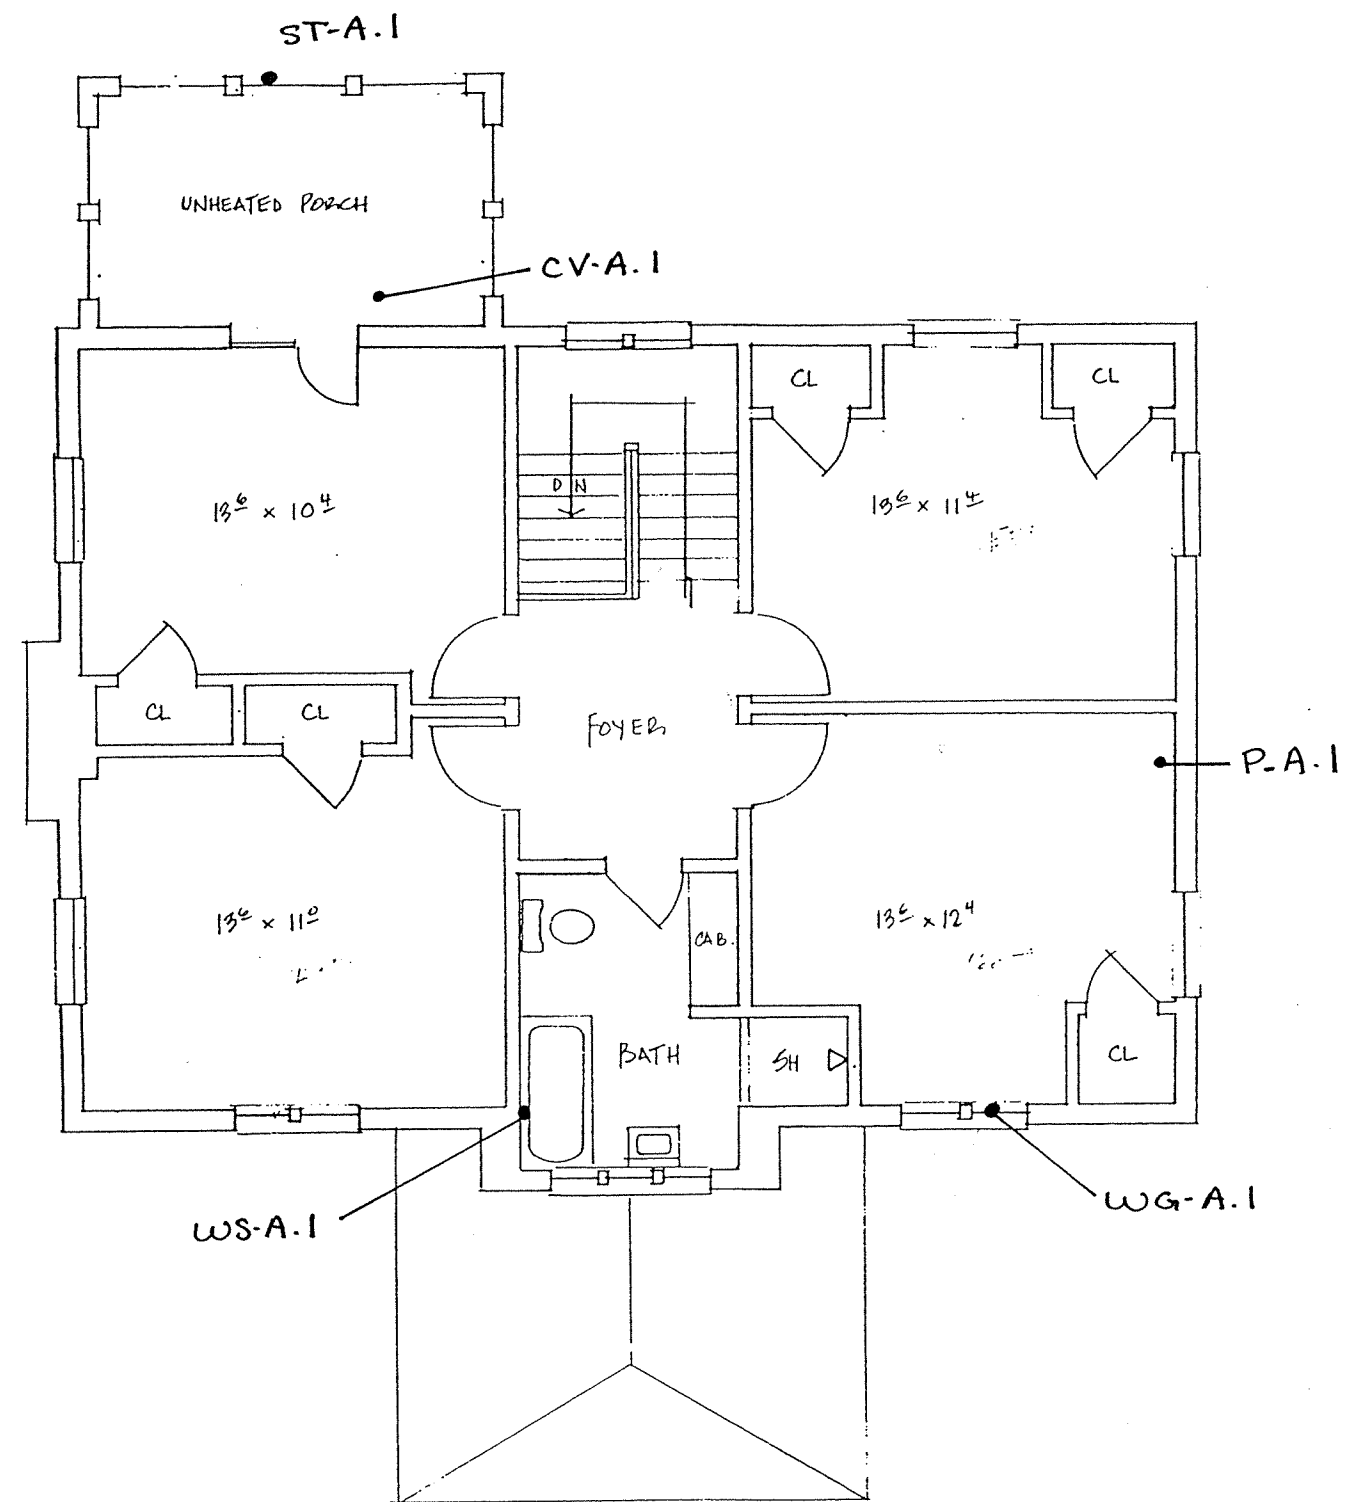 ST-A.1
UNHEATED PORCH
CV-A.1
CL
CL
DN
13⁶ x 10⁴
13⁶ x 11⁴
CL
CL
FOYER
P-A.1
13⁶ x 11⁰
13⁶ x 12⁴
CAB.
BATH
SH
CL
WS-A.1
WG-A.1